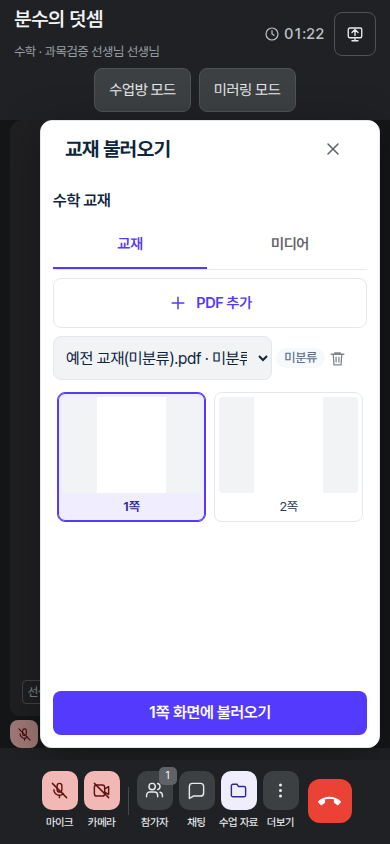 분수의 덧셈
수학 · 과목검증 선생님 선생님
01:22
수업방 모드
미러링 모드
교재 불러오기
수학 교재
교재
미디어
PDF 추가
예전 교재(미분류).pdf · 미분류
미분류
1쪽
2쪽
선
1쪽 화면에 불러오기
1
마이크
카메라
참가자
채팅
수업 자료
더보기